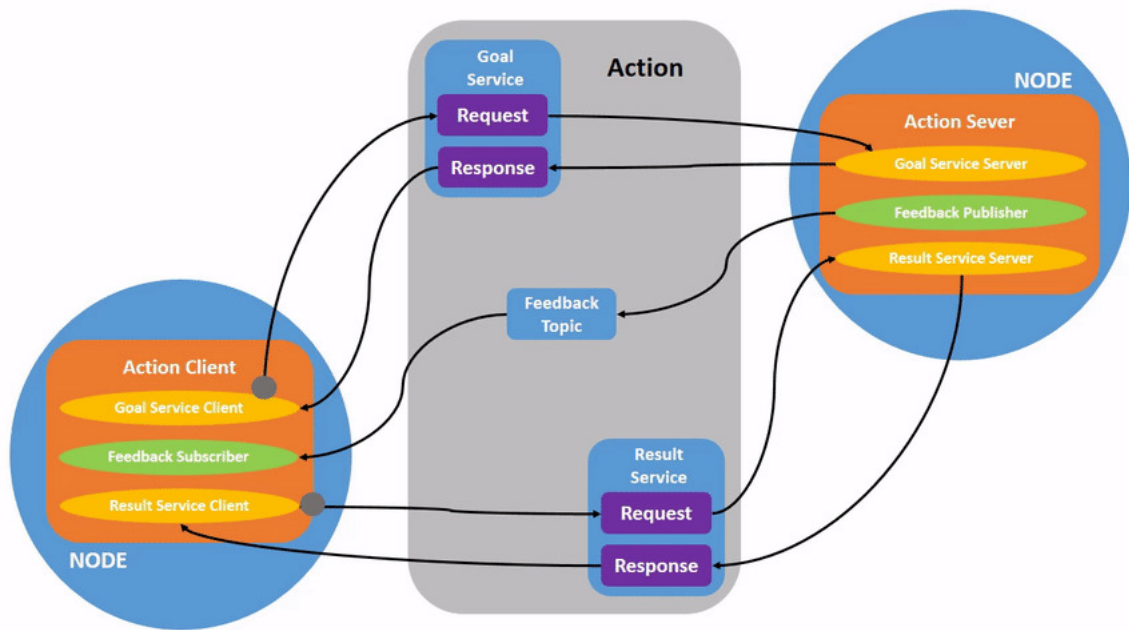 Goal
Service
Action
Request
Response
NODE
Action Sever
Goal Service Server
Feedback Publisher
Result Service Server
Feedback
Topic
Action Client
Goal Service Client
Feedback Subscriber
Result Service Client
NODE
Result
Service
Request
Response